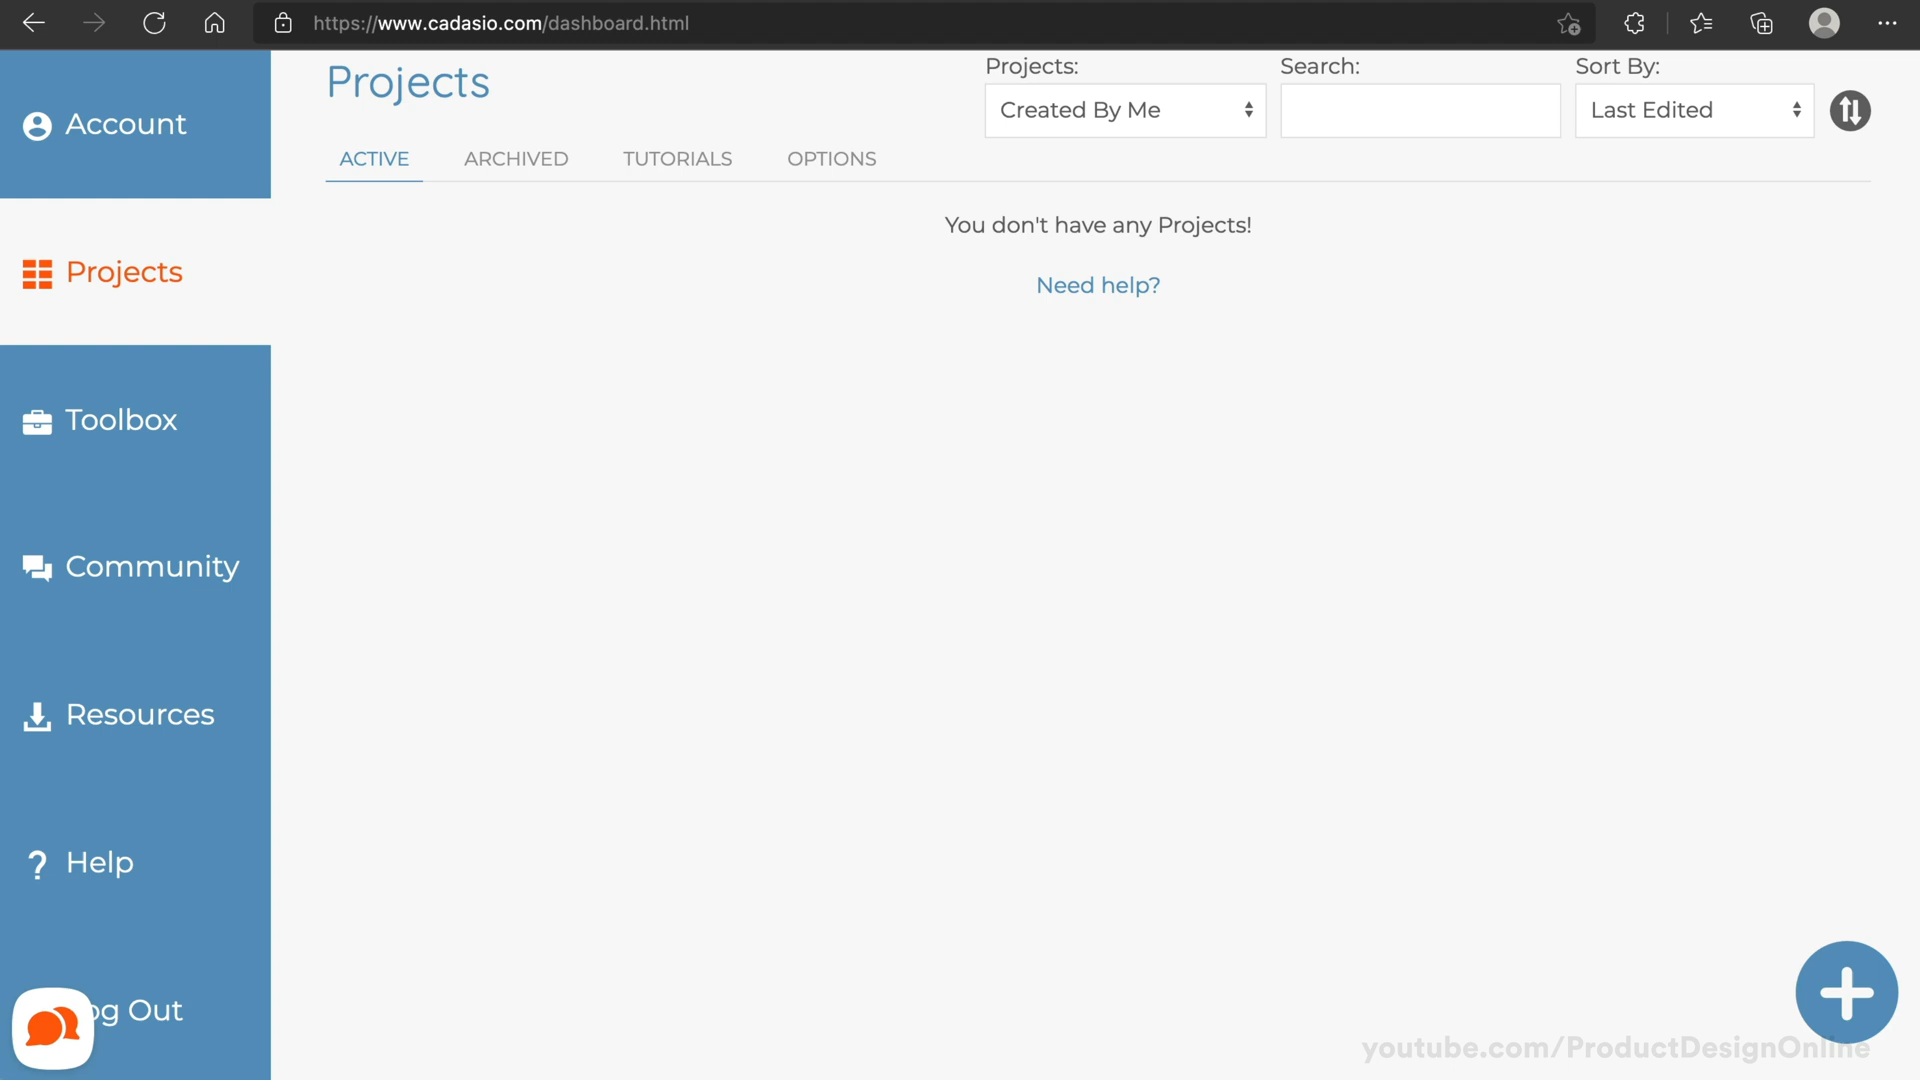 https://www.cadasio.com/dashboard.html
Account
Projects
Toolbox
Community
Resources
Help
og Out
Projects
Projects:
Created By Me
Search:
Sort By:
Last Edited
ACTIVE
ARCHIVED
TUTORIALS
OPTIONS
You don't have any Projects!
Need help?
youtube.com/ProductDesignOnline